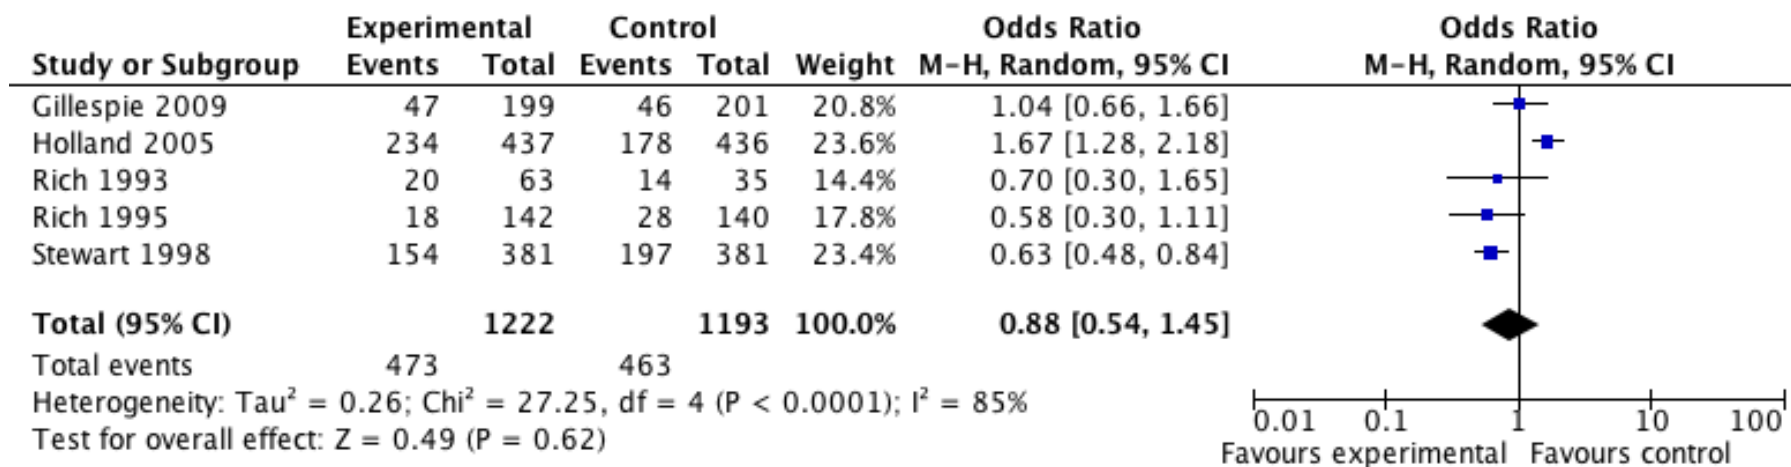 Experimental Control Odds Ratio Odds Ratio
Study or Subgroup Events Total Events Total Weight M-H, Random, 95% CI M-H, Random, 95% CI
Gillespie 2009 47 199 46 201 20.8% 1.04 [0.66, 1.66]
Holland 2005 234 437 178 436 23.6% 1.67 [1.28, 2.18]
Rich 1993 20 63 14 35 14.4% 0.70 [0.30, 1.65]
Rich 1995 18 142 28 140 17.8% 0.58 [0.30, 1.11]
Stewart 1998 154 381 197 381 23.4% 0.63 [0.48, 0.84]
Total (95% CI) 1222 1193 100.0% 0.88 [0.54, 1.45]
Total events 473 463
Heterogeneity: Tau² = 0.26; Chi² = 27.25, df = 4 (P < 0.0001); I² = 85%
Test for overall effect: Z = 0.49 (P = 0.62)
0.01 0.1 1 10 100
Favours experimental Favours control